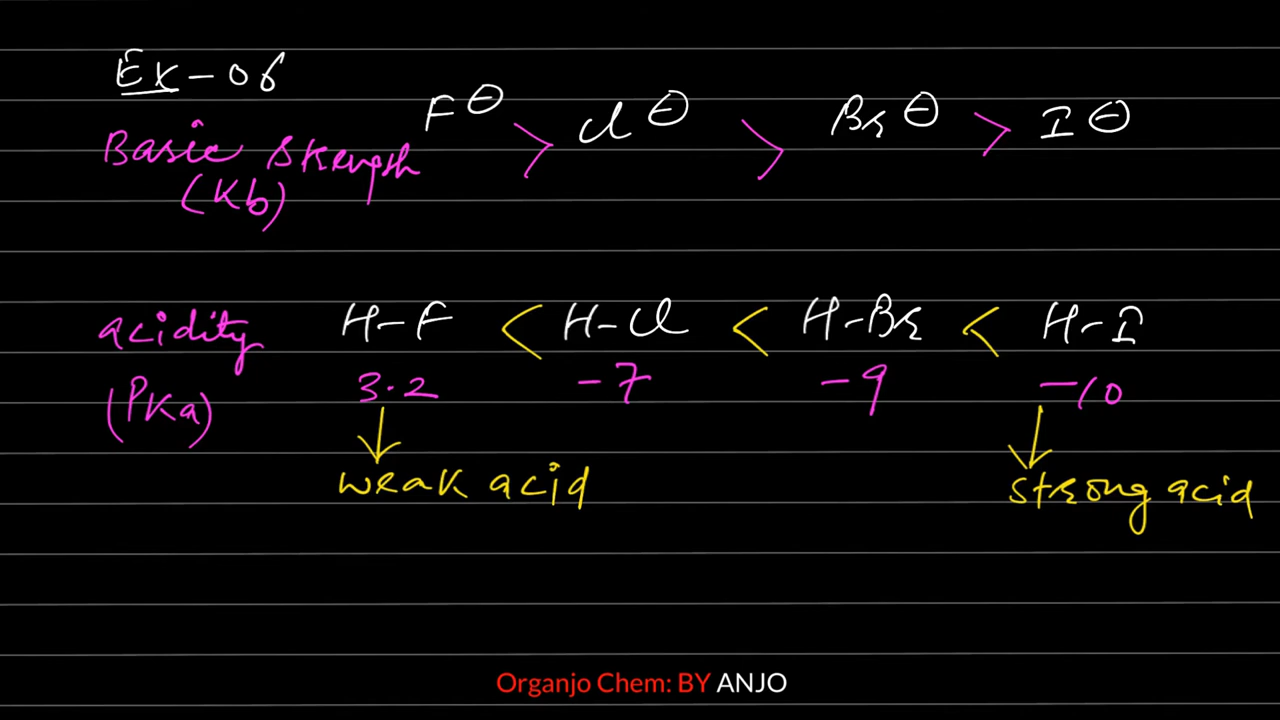 Ex-06
Basic Strength F⊖ > Cl⊖ > Br⊖ > I⊖
(Kb)
acidity H-F < H-Cl < H-Br < H-I
(PKa) 3.2 -7 -9 -10
↓ ↓
weak acid strong acid
Organjo Chem: BY ANJO